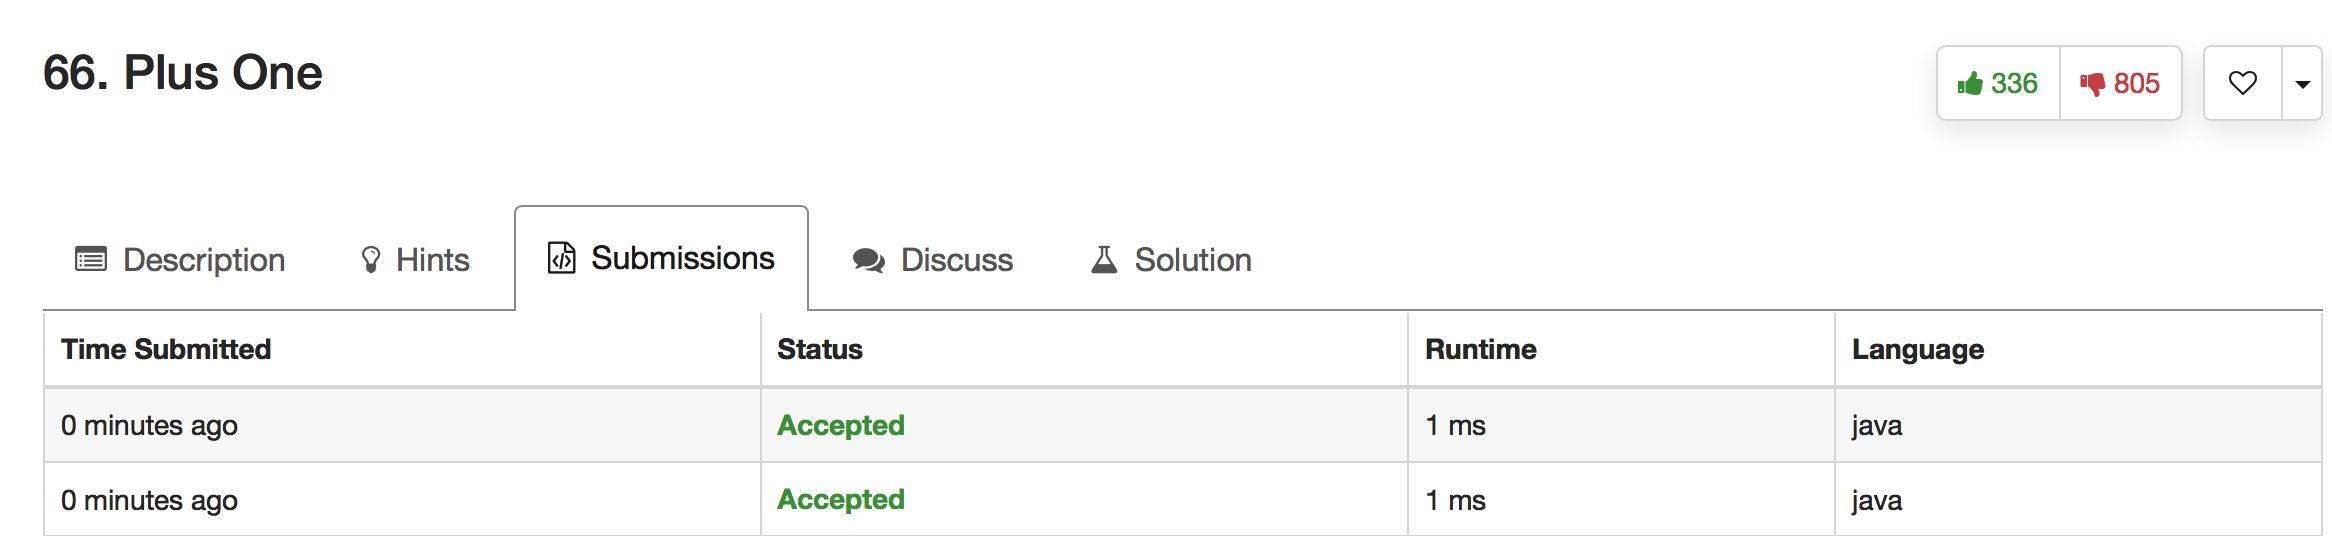 66. Plus One
336 805
Description Hints Submissions Discuss Solution
Time Submitted Status Runtime Language
0 minutes ago Accepted 1 ms java
0 minutes ago Accepted 1 ms java